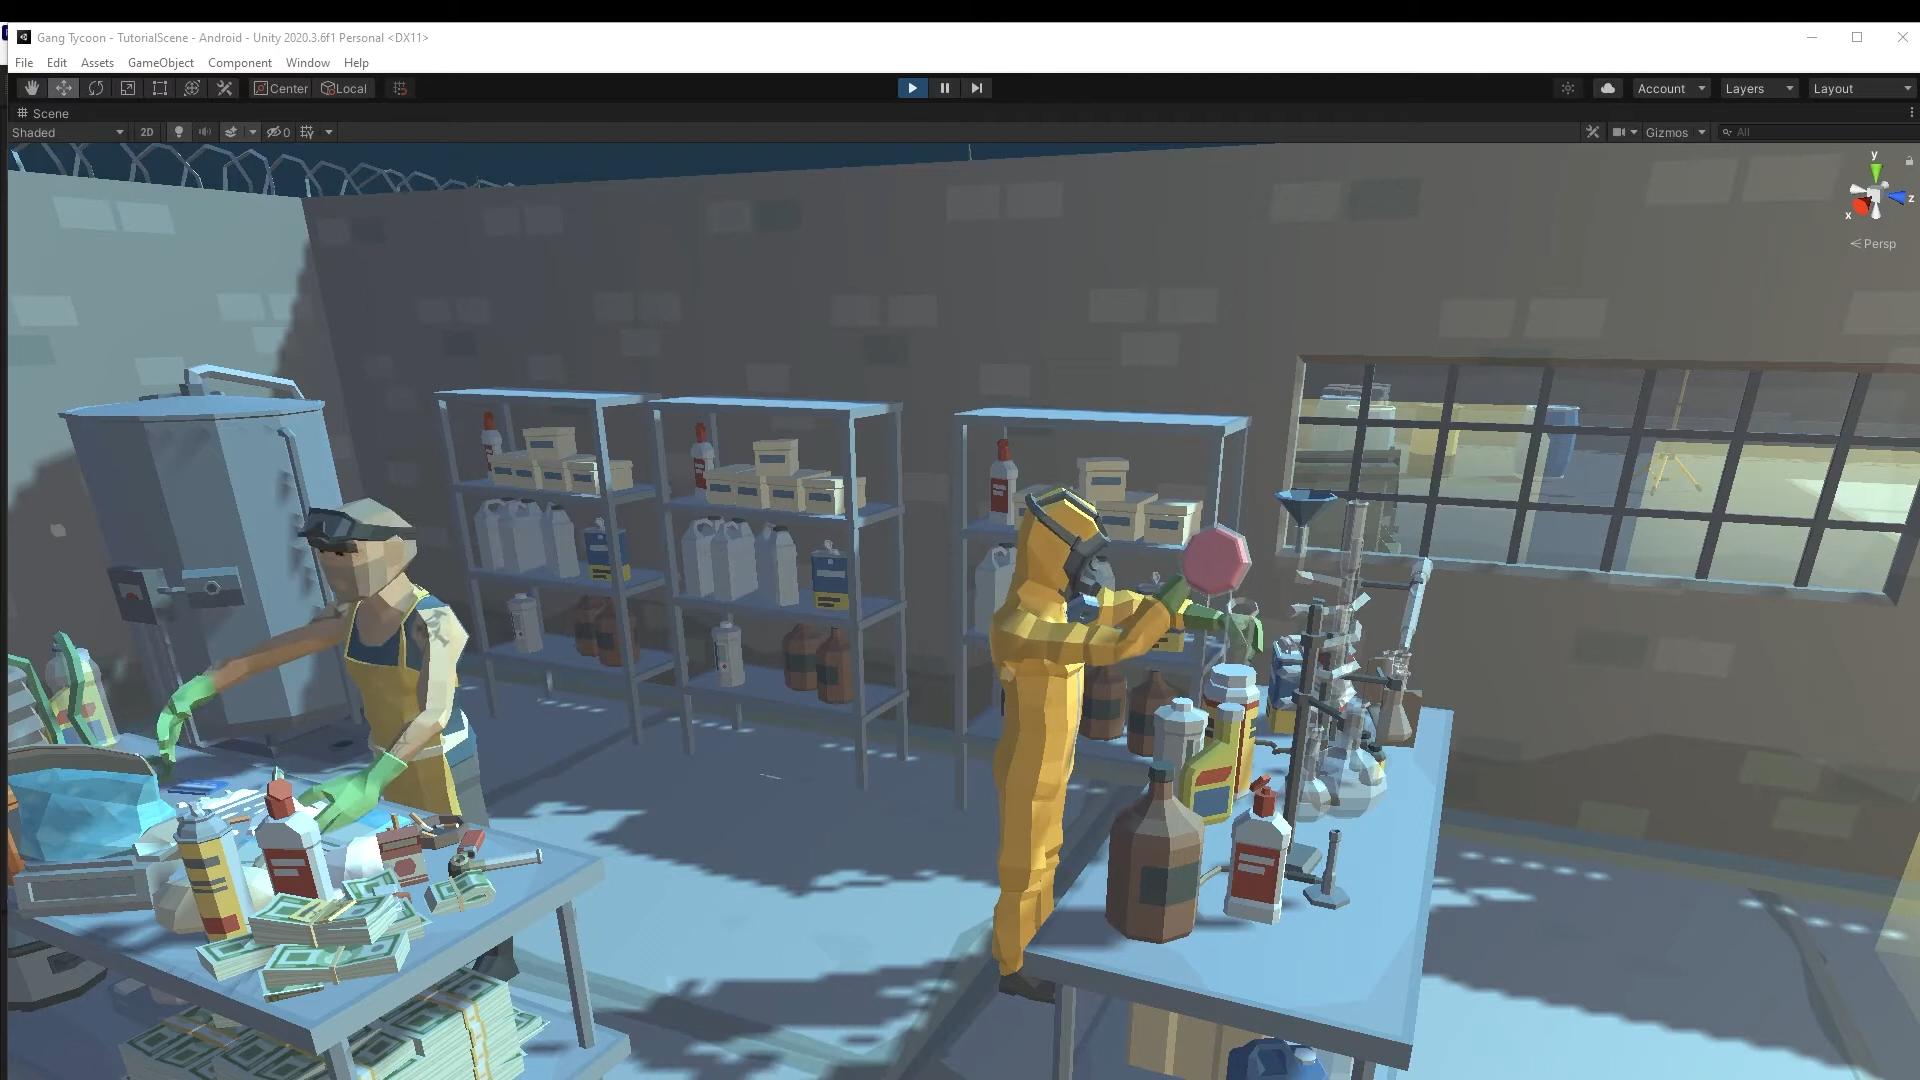 Gang Tycoon - TutorialScene - Android - Unity 2020.3.6f1 Personal <DX11>
File Edit Assets GameObject Component Window Help
Center Local Account Layers Layout
Scene
Shaded 2D 0 Gizmos All
y
z
x
Persp